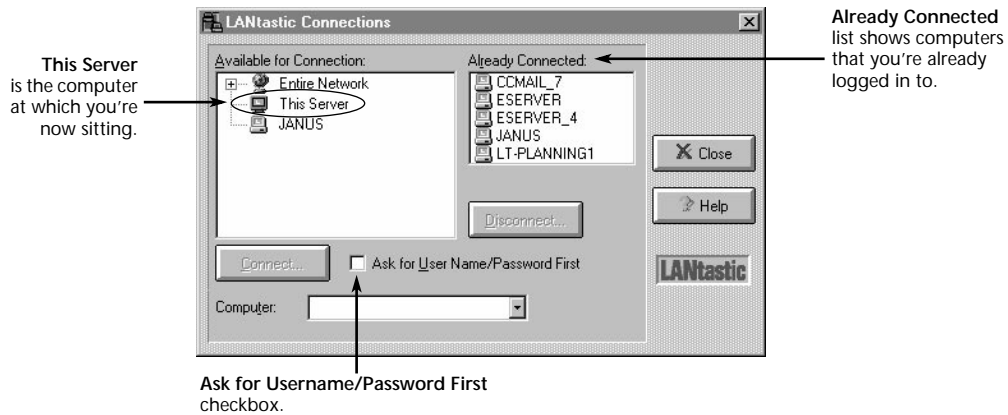 LANtastic Connections
Already Connected
list shows computers
that you're already
logged in to.
This Server
is the computer
at which you're
now sitting.
Available for Connection:
Entire Network
This Server
JANUS
Already Connected:
CCMAIL_7
ESERVER
ESERVER_4
JANUS
LT-PLANNING1
Close
Help
Disconnect...
Connect...
Ask for User Name/Password First
LANtastic
Computer:
Ask for Username/Password First
checkbox.